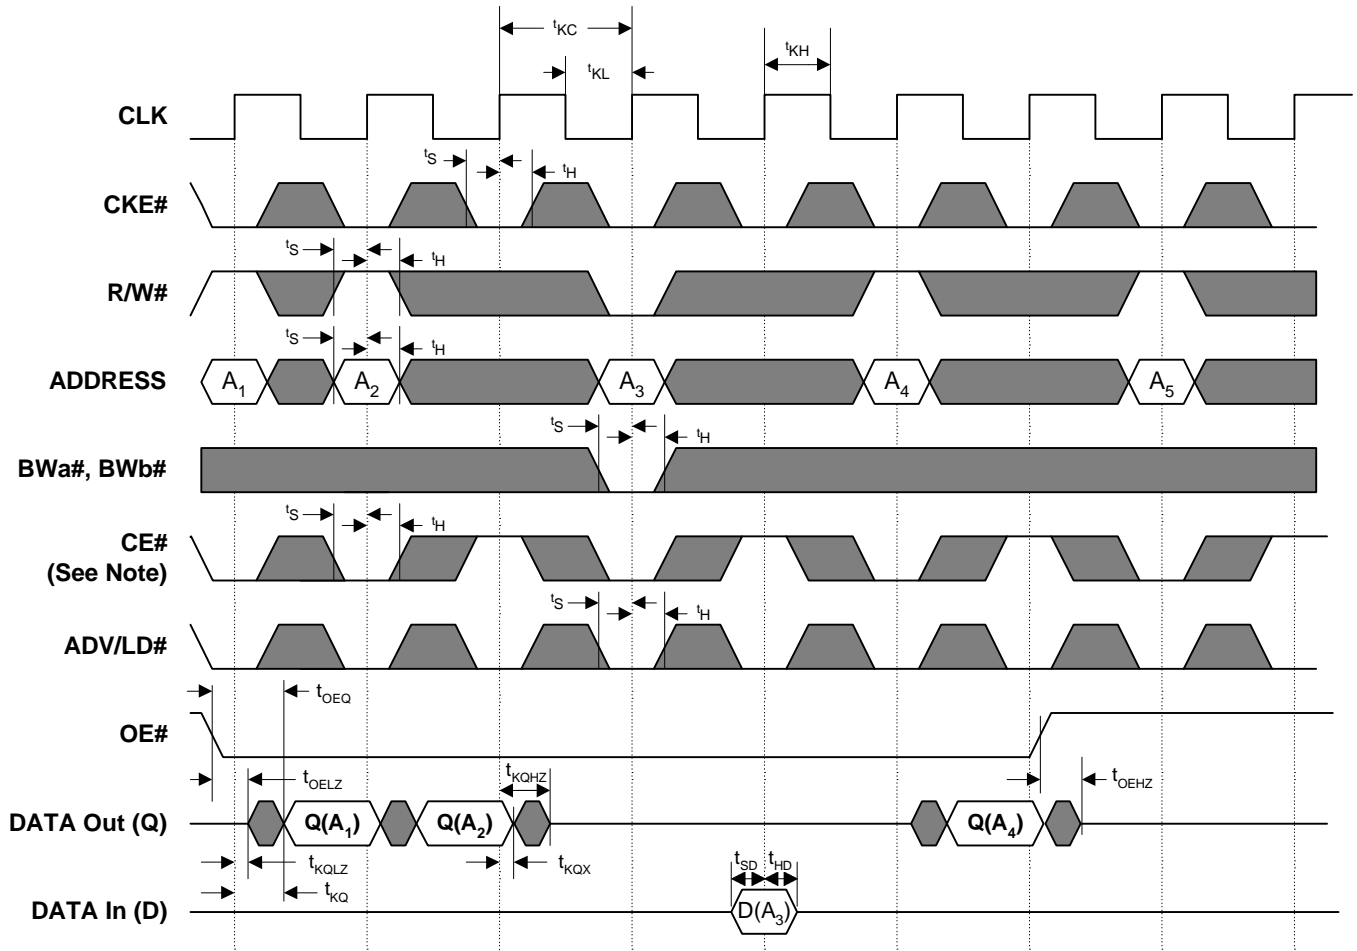 tKC
tKH
tKL
CLK
tS
tH
CKE#
tS
tH
R/W#
tS
tH
ADDRESS A1 A2 A3 A4 A5
tS
tH
BWa#, BWb#
tS
tH
CE#
(See Note)
tS
tH
ADV/LD#
tOEQ
OE#
tOELZ tKQHZ tOEHZ
DATA Out (Q) Q(A1) Q(A2) Q(A4)
tKQLZ tKQX tSD tHD
tKQ
DATA In (D) D(A3)